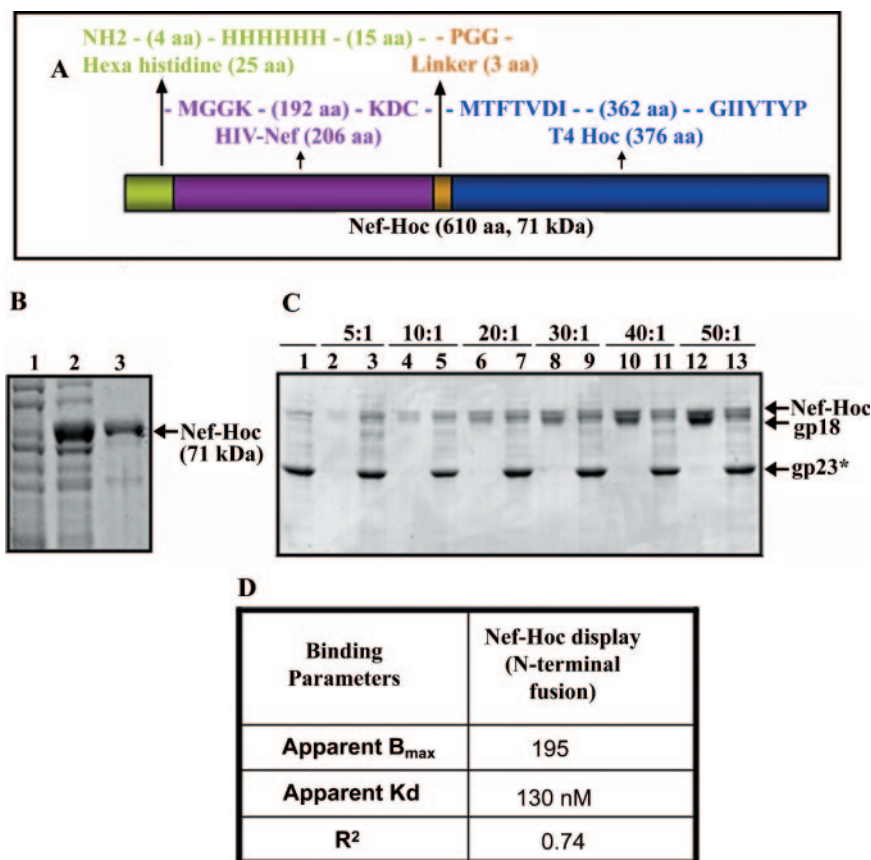 NH2 - (4 aa) - HHHHHH - (15 aa) - - PGG -
A Hexa histidine (25 aa) Linker (3 aa)
- MGGK - (192 aa) - KDC - - MTFTVDI - - (362 aa) - - GIIYTYP
HIV-Nef (206 aa) T4 Hoc (376 aa)
Nef-Hoc (610 aa, 71 kDa)
B
1 2 3
Nef-Hoc
(71 kDa)
C
5:1 10:1 20:1 30:1 40:1 50:1
1 2 3 4 5 6 7 8 9 10 11 12 13
Nef-Hoc
gp18
gp23*
D
Binding Parameters Nef-Hoc display (N-terminal fusion)
Apparent Bmax 195
Apparent Kd 130 nM
R² 0.74